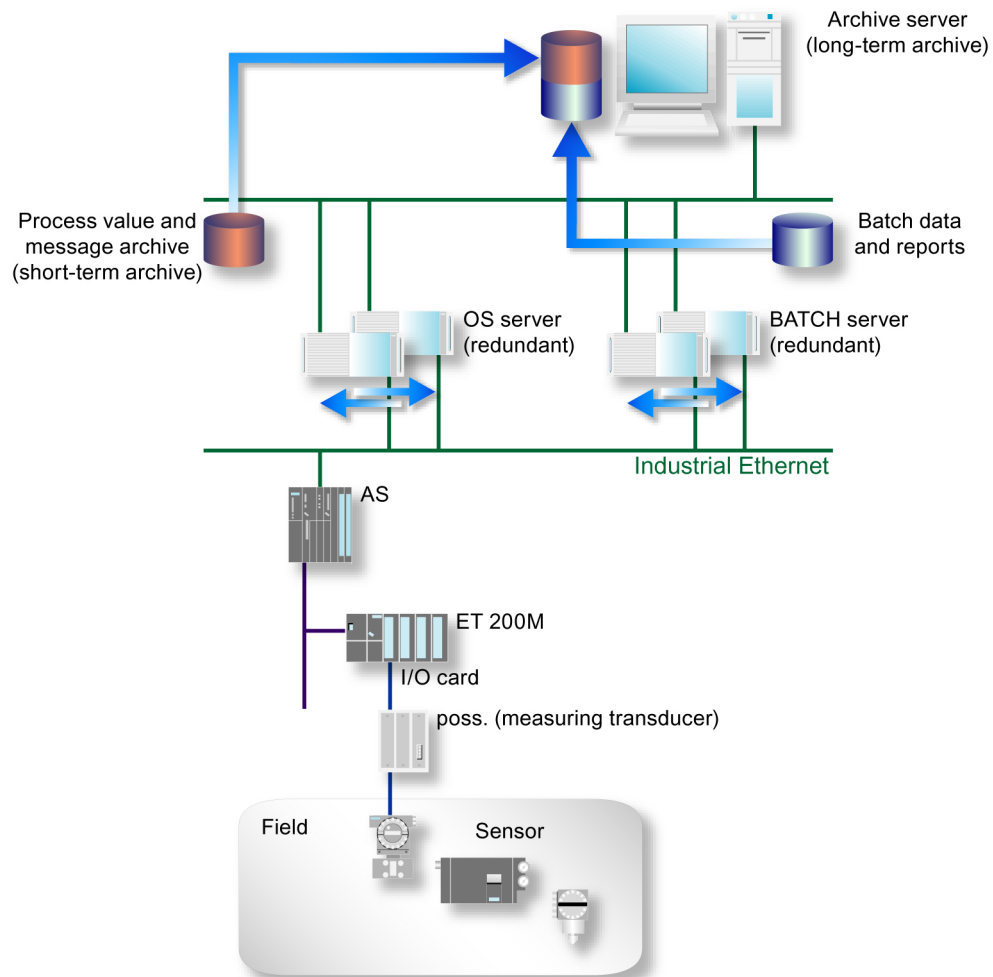 Archive server
(long-term archive)
Process value and
message archive
(short-term archive)
Batch data
and reports
OS server
(redundant)
BATCH server
(redundant)
Industrial Ethernet
AS
ET 200M
I/O card
poss. (measuring transducer)
Field
Sensor